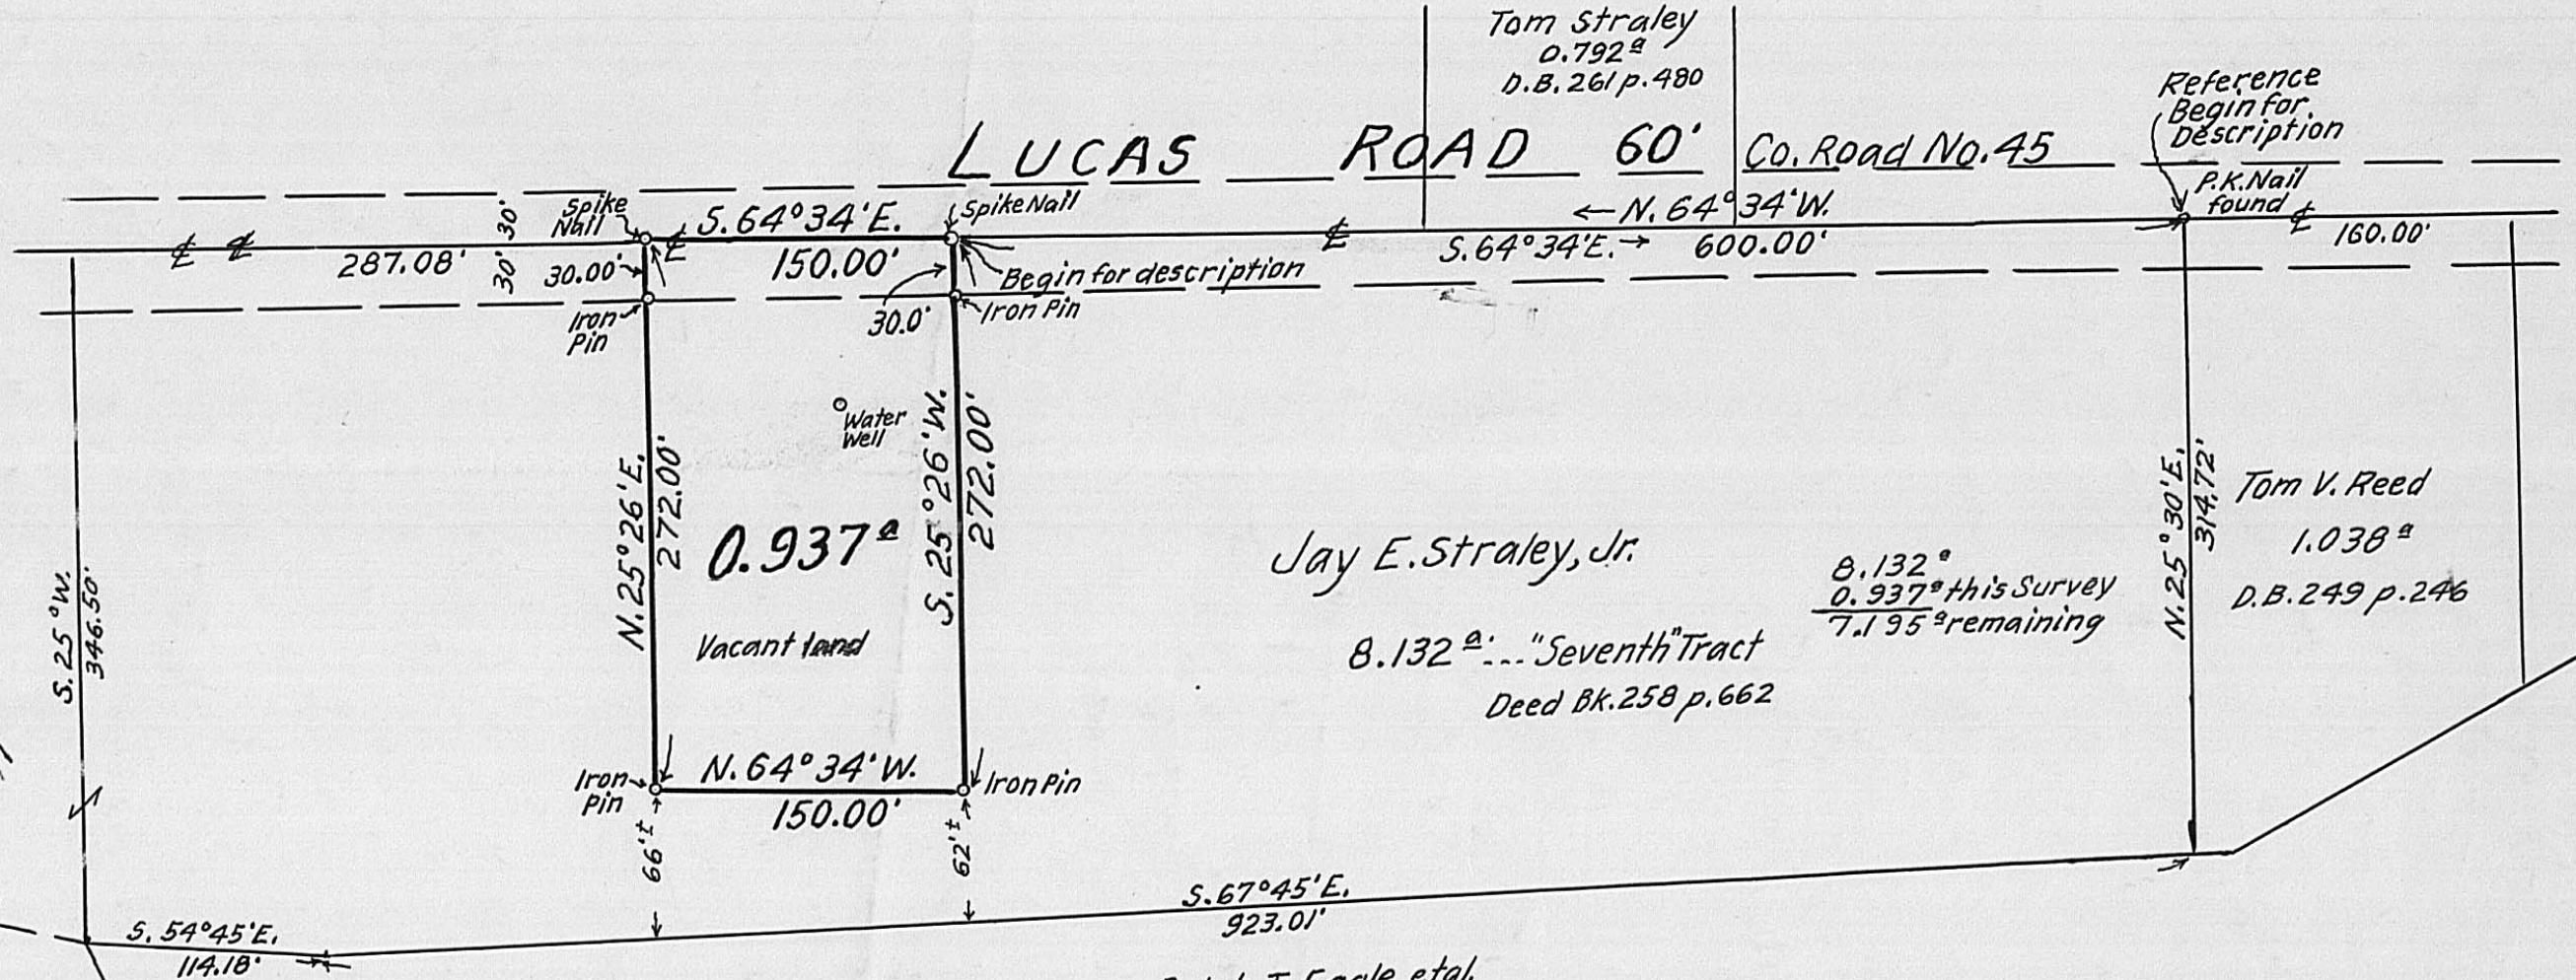 Tom Straley
0.792ª
D.B. 261 p. 480
Reference
Begin for
Description
LUCAS ROAD 60' Co. Road No. 45
P.K. Nail
found
Spike
Nail
S. 64° 34' E.
Spike Nail
← N. 64° 34' W.
30'
30'
℄ ℄
287.08'
30.00'
℄
150.00'
℄
S. 64° 34' E. →
600.00'
℄
160.00'
Begin for description
Iron
Pin
30.0'
Iron Pin
Water
Well
S. 25° W.
346.50'
N. 25° 26' E.
272.00'
0.937ª
Vacant land
S. 25° 26' W.
272.00'
Jay E. Straley, Jr.
8.132ª... "Seventh" Tract
Deed Bk. 258 p. 662
8.132ª
0.937ª this Survey
7.195ª remaining
N. 25° 30' E.
314.72'
Tom V. Reed
1.038ª
D.B. 249 p. 246
Iron
Pin
N. 64° 34' W.
150.00'
Iron Pin
66'±
62'±
S. 54° 45' E.
114.18'
S. 67° 45' E.
923.01'
T. Eagle etal.